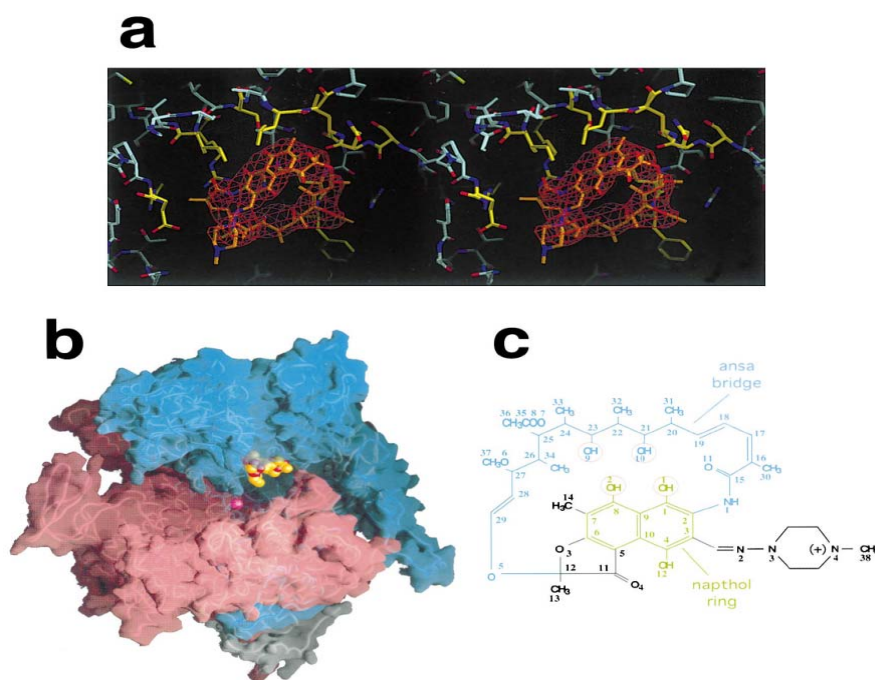 a
b
c
ansa
bridge
33 32 31
36 35 8 7 CH₃ CH₃ CH₃ 18
CH₃COO 23 21
24 22 20 17
25 OH OH 19
37 6 26 34 9 10 11 16
CH₃O CH₃ O CH₃
27 2 1 15 30
28 14 OH OH NH
H₃C 8 1
29 7 9 2
6 10 3
O 5 4 N N N CH₃
3 2 3 (+) 4 38
5 12 11 OH
O O₄ 12
CH₃
13
napthol
ring